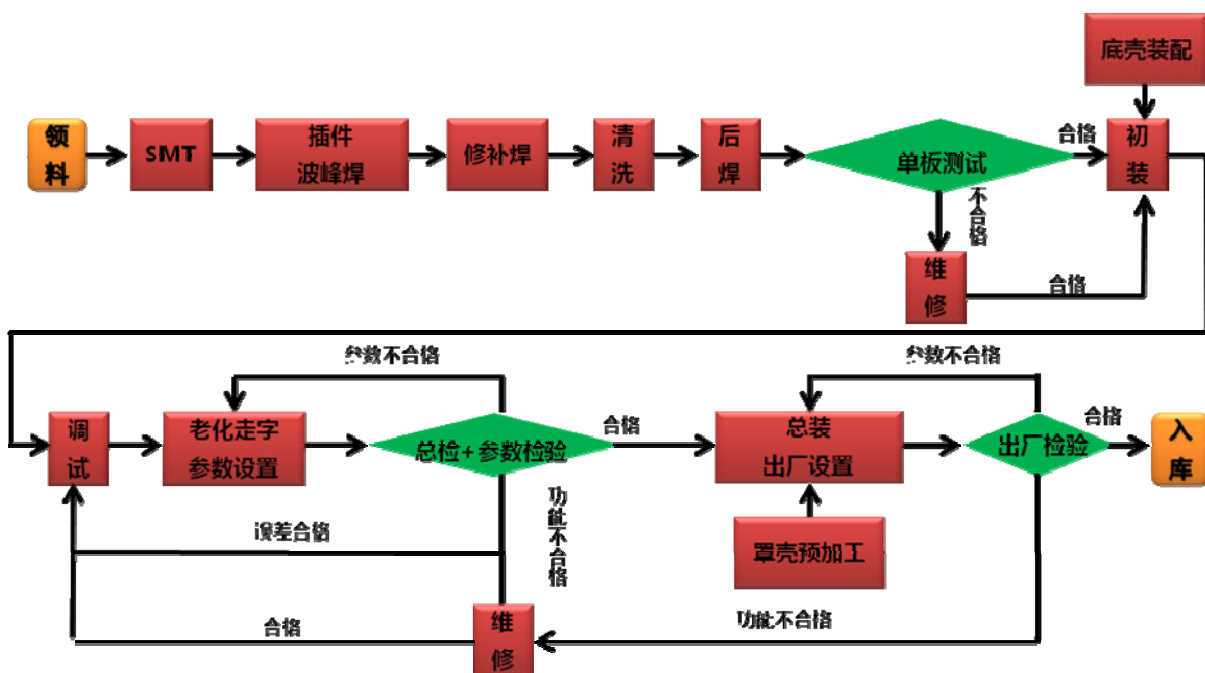 底壳装配
领
料
SMT
插件
波峰焊
修补焊
清
洗
后
焊
单板测试
合格
初
装
不合格
维
修
合格
参数不合格
参数不合格
调
试
老化走字
参数设置
总检+参数检验
合格
总装
出厂设置
出厂检验
合格
入
库
功能不合格
误差合格
罩壳预加工
合格
维
修
功能不合格